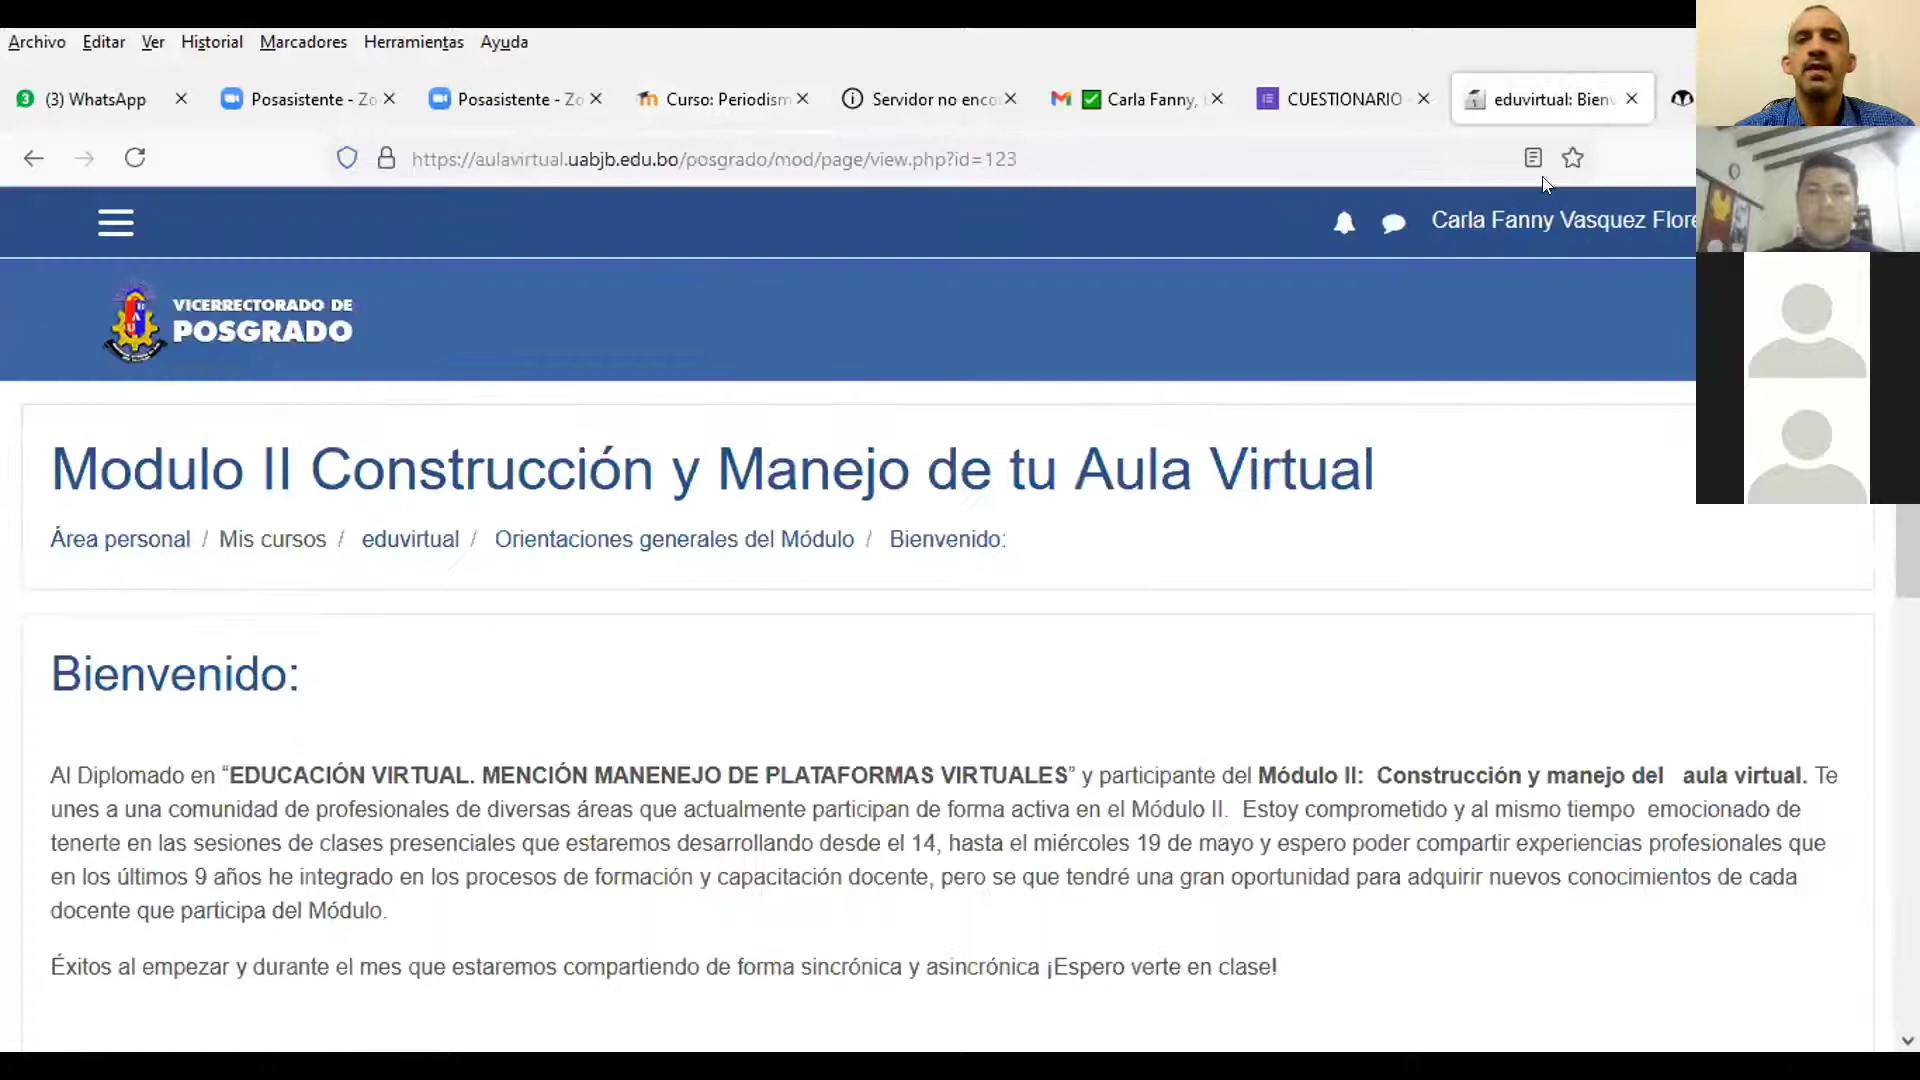 Archivo Editar Ver Historial Marcadores Herramientas Ayuda
(3) WhatsApp Posasistente - Zo Posasistente - Zo Curso: Periodism Servidor no enco Carla Fanny, CUESTIONARIO eduvirtual: Bien
https://aulavirtual.uabjb.edu.bo/posgrado/mod/page/view.php?id=123
Carla Fanny Vasquez Flore
VICERRECTORADO DE
POSGRADO
Modulo II Construcción y Manejo de tu Aula Virtual
Área personal / Mis cursos / eduvirtual / Orientaciones generales del Módulo / Bienvenido:
Bienvenido:
Al Diplomado en “EDUCACIÓN VIRTUAL. MENCIÓN MANENEJO DE PLATAFORMAS VIRTUALES” y participante del Módulo II: Construcción y manejo del aula virtual. Te
unes a una comunidad de profesionales de diversas áreas que actualmente participan de forma activa en el Módulo II. Estoy comprometido y al mismo tiempo emocionado de
tenerte en las sesiones de clases presenciales que estaremos desarrollando desde el 14, hasta el miércoles 19 de mayo y espero poder compartir experiencias profesionales que
en los últimos 9 años he integrado en los procesos de formación y capacitación docente, pero se que tendré una gran oportunidad para adquirir nuevos conocimientos de cada
docente que participa del Módulo.
Éxitos al empezar y durante el mes que estaremos compartiendo de forma sincrónica y asincrónica ¡Espero verte en clase!